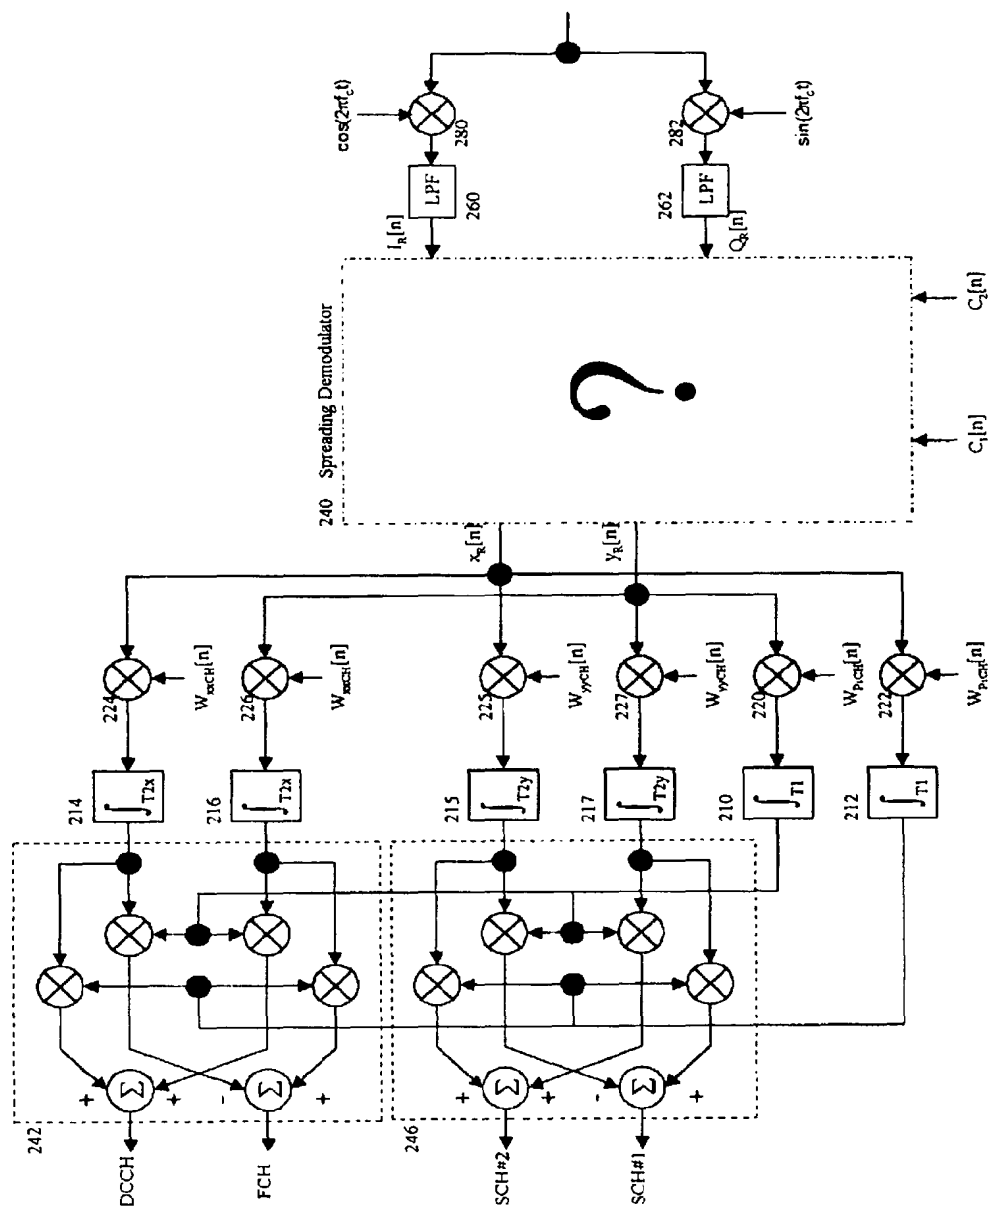 cos(2πf_c t)
280
LPF
260
I_R[n]
sin(2πf_c t)
282
LPF
262
Q_R[n]
240 Spreading Demodulator
?
C_2[n]
C_1[n]
x_R[n]
y_R[n]
224
W_xxCH[n]
226
W_xxCH[n]
225
W_yyCH[n]
227
W_yyCH[n]
220
W_PiCH[n]
222
W_PiCH[n]
214
∫T2x
216
∫T2x
215
∫T2y
217
∫T2y
210
∫T1
212
∫T1
242
Σ
+
+
DCCH
Σ
-
+
FCH
246
Σ
+
+
SCH#2
Σ
-
+
SCH#1